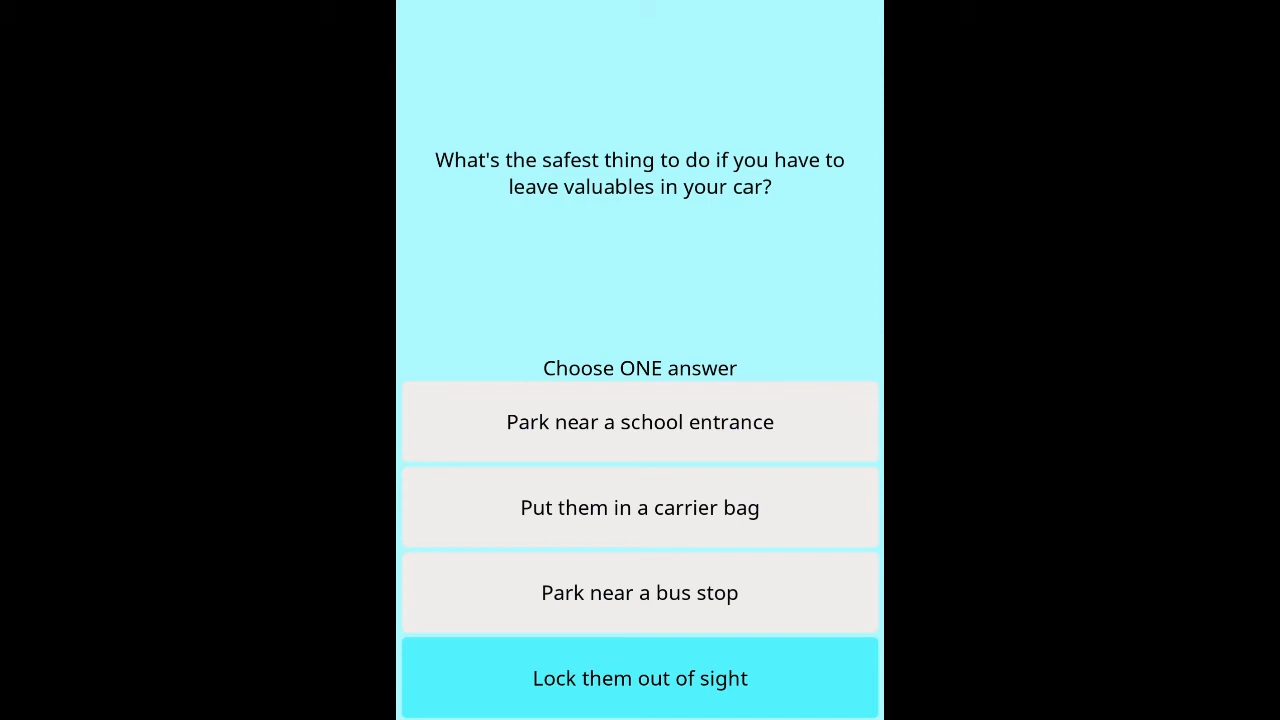 What's the safest thing to do if you have to
leave valuables in your car?
Choose ONE answer
Park near a school entrance
Put them in a carrier bag
Park near a bus stop
Lock them out of sight